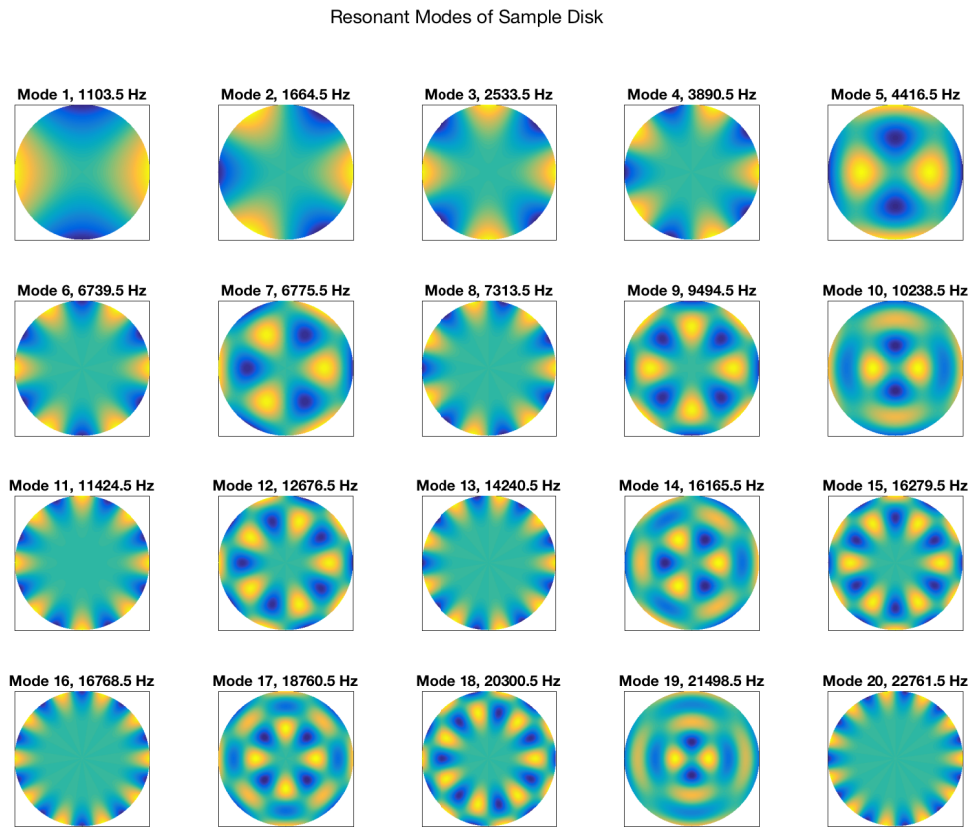 Resonant Modes of Sample Disk
Mode 1, 1103.5 Hz
Mode 2, 1664.5 Hz
Mode 3, 2533.5 Hz
Mode 4, 3890.5 Hz
Mode 5, 4416.5 Hz
Mode 6, 6739.5 Hz
Mode 7, 6775.5 Hz
Mode 8, 7313.5 Hz
Mode 9, 9494.5 Hz
Mode 10, 10238.5 Hz
Mode 11, 11424.5 Hz
Mode 12, 12676.5 Hz
Mode 13, 14240.5 Hz
Mode 14, 16165.5 Hz
Mode 15, 16279.5 Hz
Mode 16, 16768.5 Hz
Mode 17, 18760.5 Hz
Mode 18, 20300.5 Hz
Mode 19, 21498.5 Hz
Mode 20, 22761.5 Hz